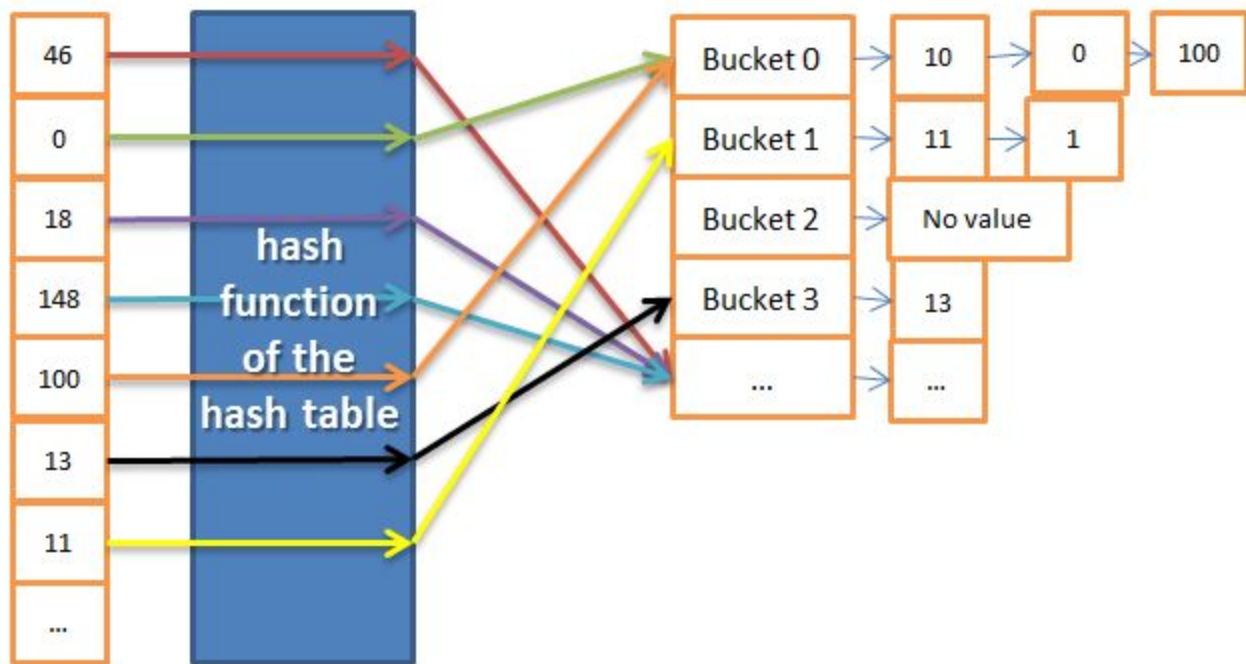 46
0
18
148
100
13
11
...
hash
function
of the
hash table
Bucket 0
10
0
100
Bucket 1
11
1
Bucket 2
No value
Bucket 3
13
...
...